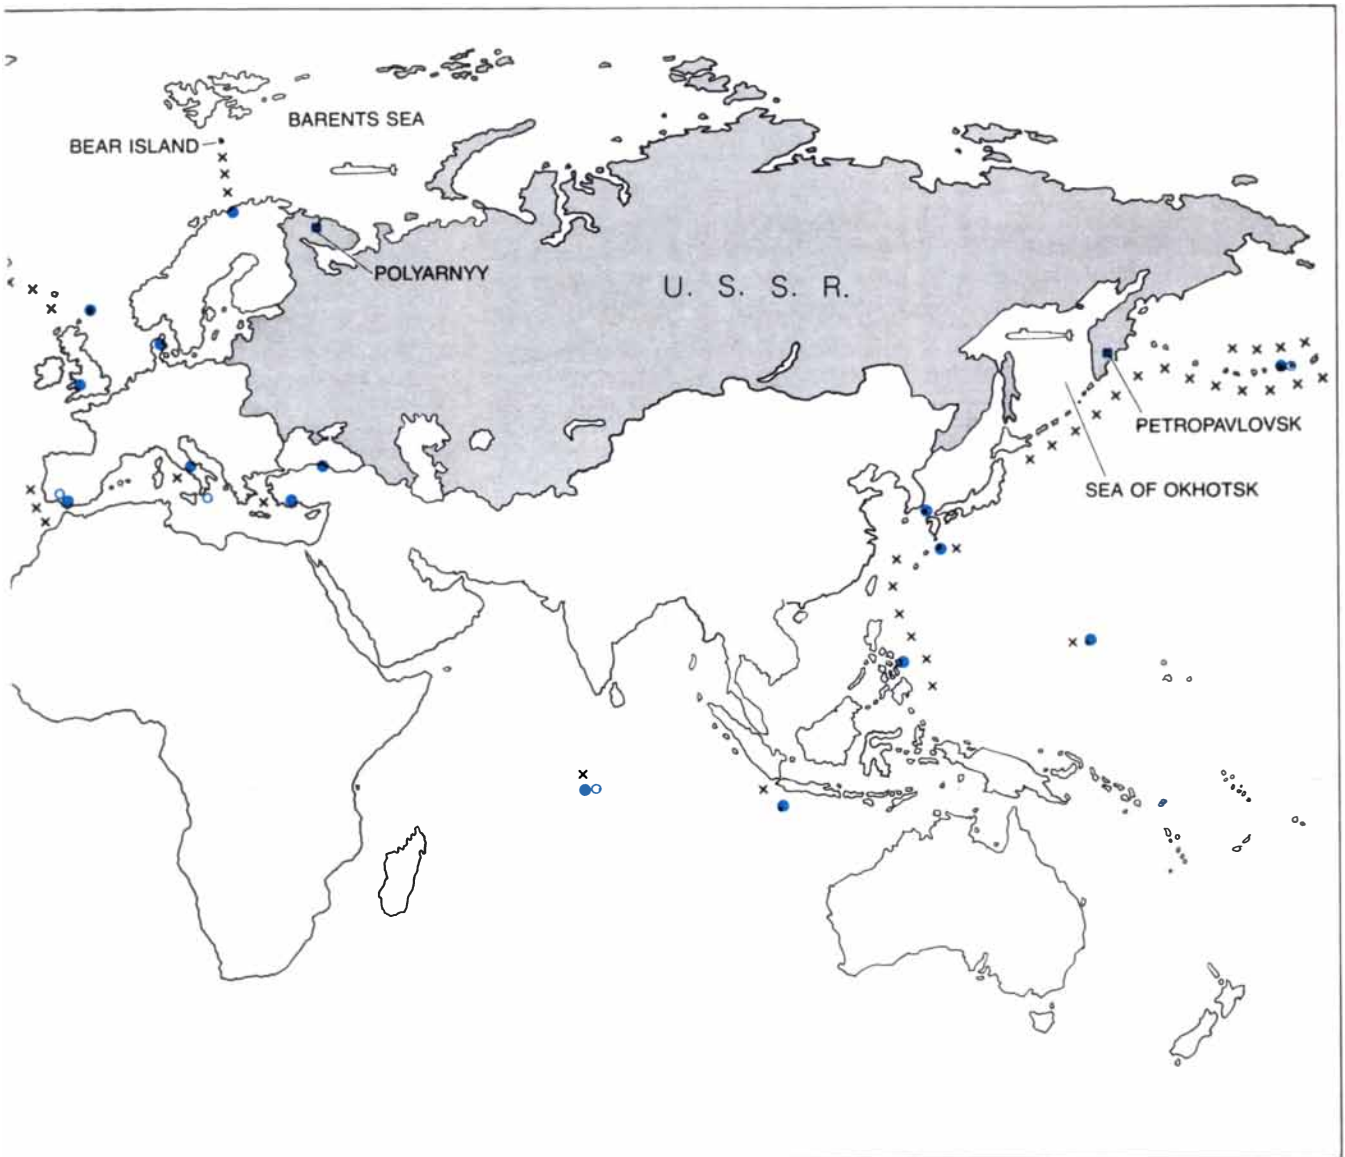 BARENTS SEA
BEAR ISLAND
POLYARNYY
U. S. S. R.
PETROPAVLOVSK
SEA OF OKHOTSK